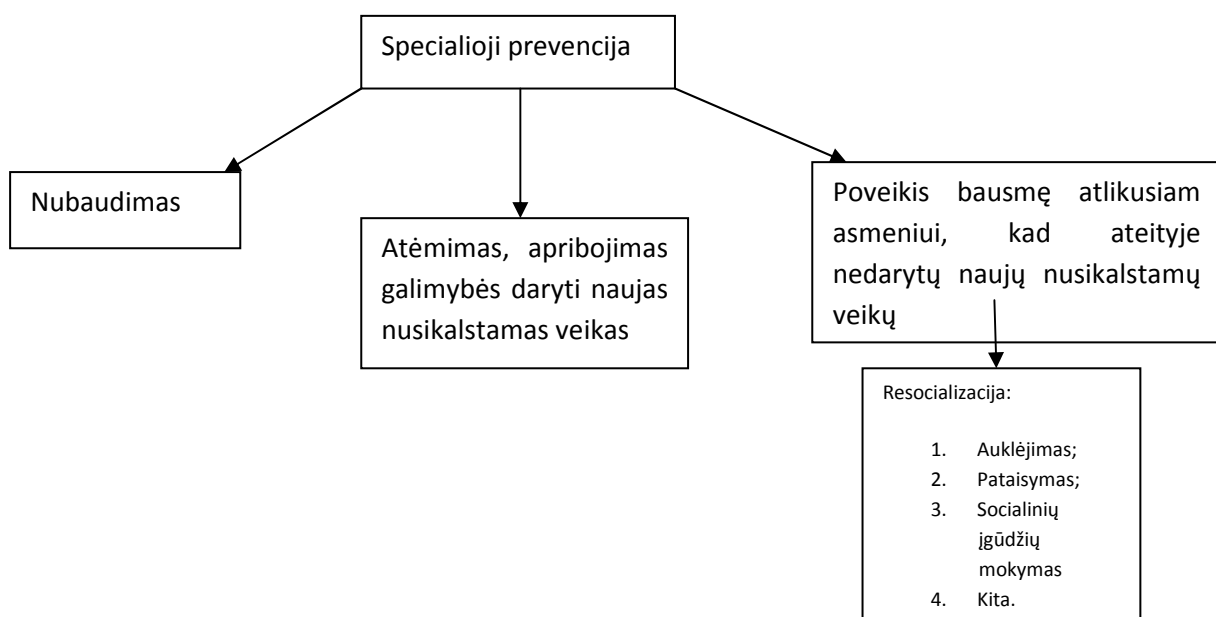 Specialioji prevencija
Nubaudimas
Atėmimas, apribojimas
galimybės daryti naujas
nusikalstamas veikas
Poveikis bausmę atlikusiam
asmeniui, kad ateityje
nedarytų naujų nusikalstamų
veikų
Resocializacija:
1. Auklėjimas;
2. Pataisymas;
3. Socialinių
įgūdžių
mokymas
4. Kita.